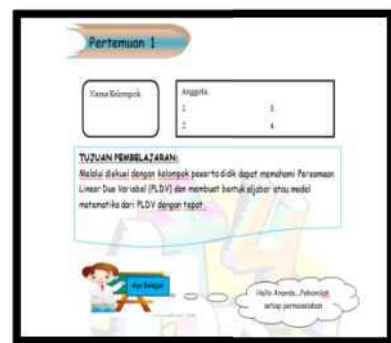 Pertemuan 1
Nama Kelompok
Anggota
1. 3.
2. 4.
TUJUAN PEMBELAJARAN:
Melalui diskusi dengan kelompok peserta didik dapat memahami Persamaan
Linear Dua Variabel (PLDV) dan membuat bentuk aljabar atau model
matematika dari PLDV dengan tepat.
Ayo Belajar
Hallo Ananda...Pahamilah
setiap permasalahan